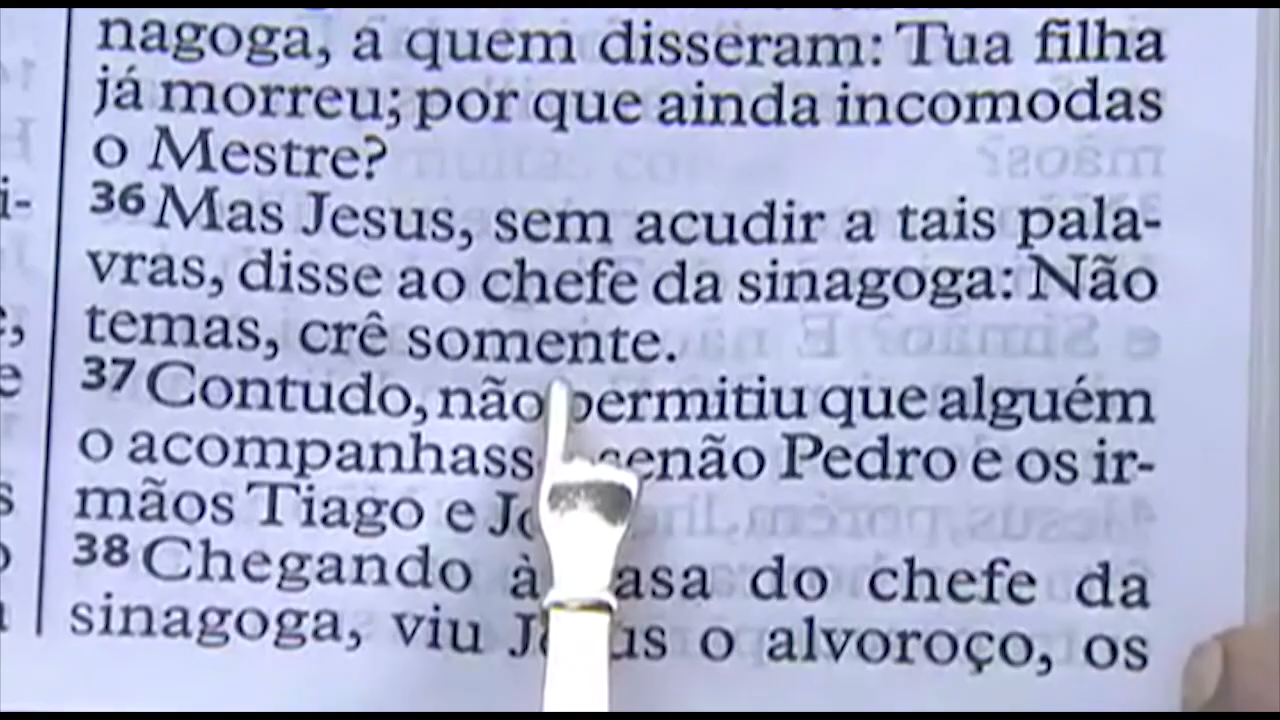 nagoga, a quem disseram: Tua filha
já morreu; por que ainda incomodas
o Mestre?
36 Mas Jesus, sem acudir a tais pala-
vras, disse ao chefe da sinagoga: Não
temas, crê somente.
37 Contudo, não permitiu que alguém
o acompanhass senão Pedro e os ir-
mãos Tiago e Jo
38 Chegando à casa do chefe da
sinagoga, viu Jesus o alvoroço, os